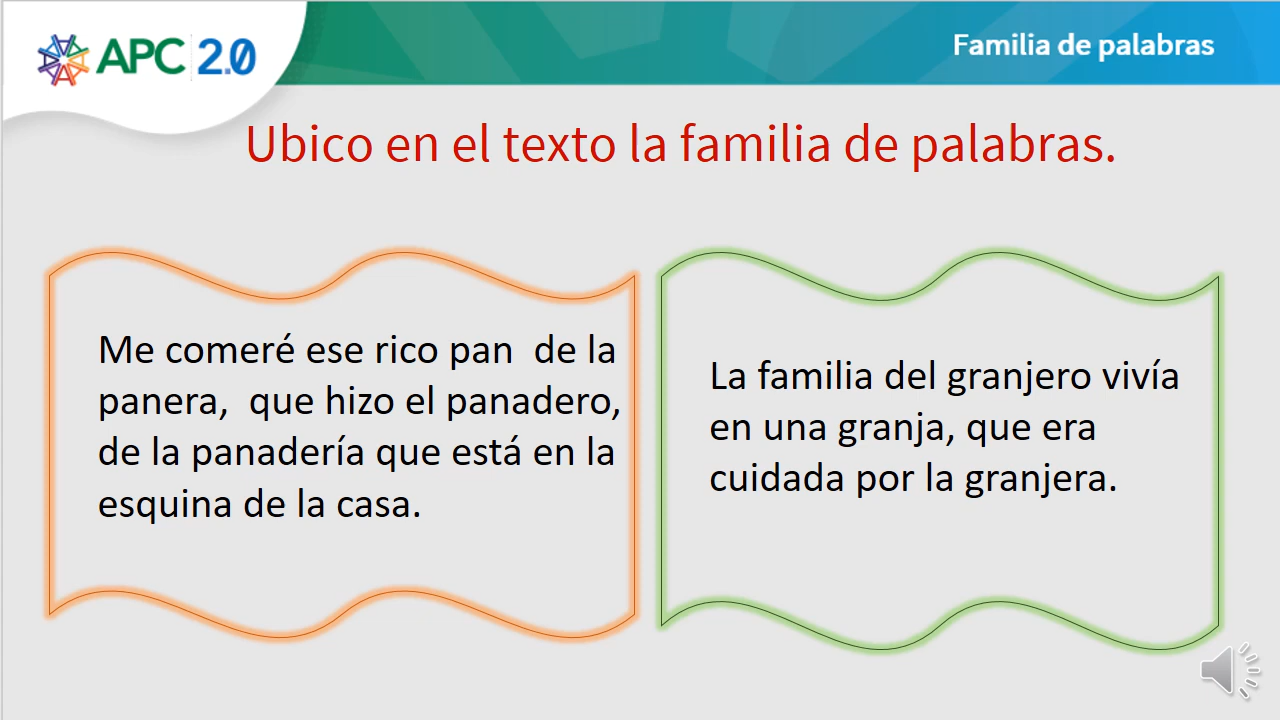 APC 2.0
Familia de palabras
Ubico en el texto la familia de palabras.
Me comeré ese rico pan  de la
panera,  que hizo el panadero,
de la panadería que está en la
esquina de la casa.
La familia del granjero vivía
en una granja, que era
cuidada por la granjera.